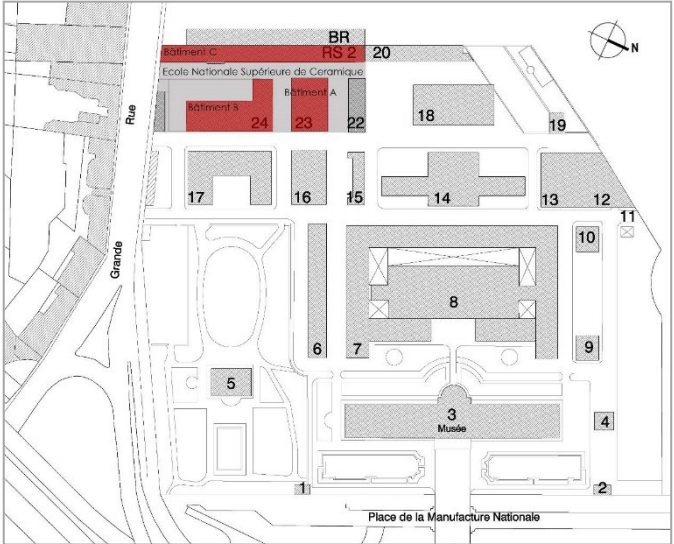 BR
Bâtiment C
RS 2
20
N
Ecole Nationale Supérieure de Ceramique
Bâtiment A
Bâtiment B
24
23
22
18
19
Rue
17
16
15
14
13
12
11
10
Grande
8
6
7
9
5
3
Musée
4
1
2
Place de la Manufacture Nationale